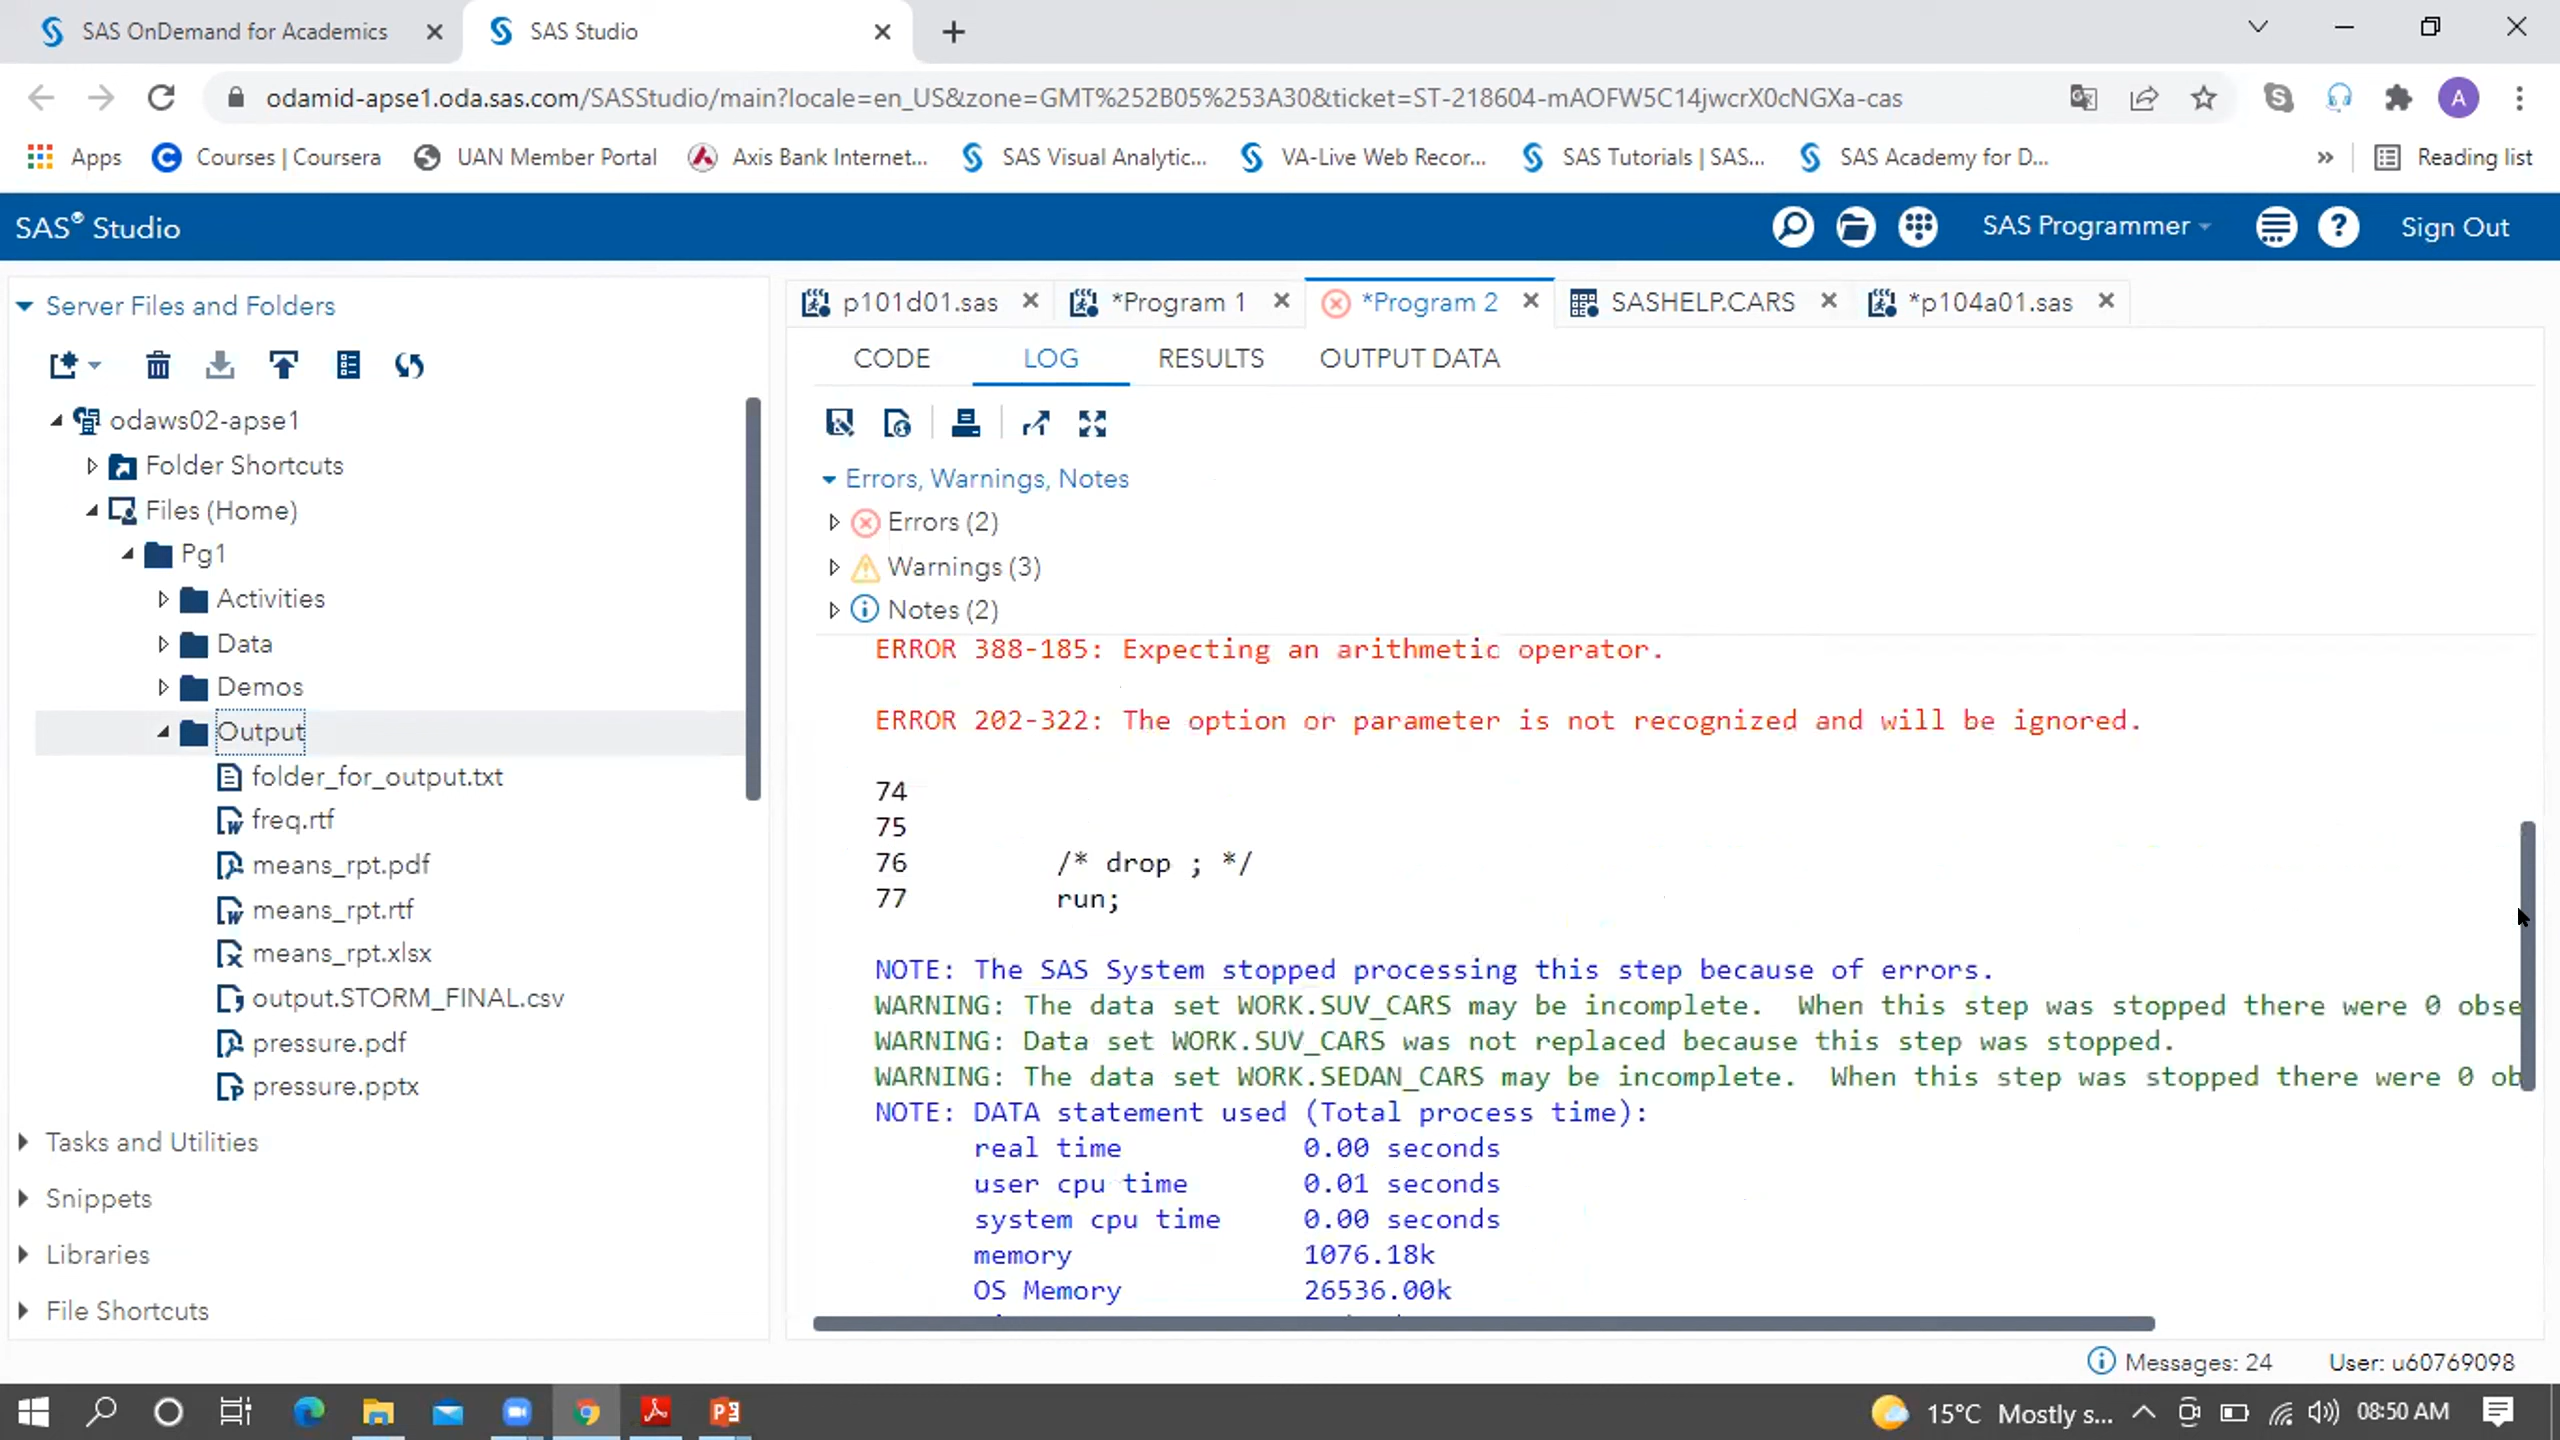 SAS OnDemand for Academics
SAS Studio
odamid-apse1.oda.sas.com/SASStudio/main?locale=en_US&zone=GMT%252B05%253A30&ticket=ST-218604-mAOFW5C14jwcrX0cNGXa-cas
A
Apps
Courses | Coursera
UAN Member Portal
Axis Bank Internet...
SAS Visual Analytic...
VA-Live Web Recor...
SAS Tutorials | SAS...
SAS Academy for D...
Reading list
SAS® Studio
SAS Programmer
Sign Out
Server Files and Folders
odaws02-apse1
Folder Shortcuts
Files (Home)
Pg1
Activities
Data
Demos
Output
folder_for_output.txt
freq.rtf
means_rpt.pdf
means_rpt.rtf
means_rpt.xlsx
output.STORM_FINAL.csv
pressure.pdf
pressure.pptx
Tasks and Utilities
Snippets
Libraries
File Shortcuts
p101d01.sas
*Program 1
*Program 2
SASHELP.CARS
*p104a01.sas
CODE
LOG
RESULTS
OUTPUT DATA
Errors, Warnings, Notes
Errors (2)
Warnings (3)
Notes (2)
ERROR 388-185: Expecting an arithmetic operator.
ERROR 202-322: The option or parameter is not recognized and will be ignored.
74
75
76 /* drop ; */
77 run;
NOTE: The SAS System stopped processing this step because of errors.
WARNING: The data set WORK.SUV_CARS may be incomplete.  When this step was stopped there were 0 obse
WARNING: Data set WORK.SUV_CARS was not replaced because this step was stopped.
WARNING: The data set WORK.SEDAN_CARS may be incomplete.  When this step was stopped there were 0 ob
NOTE: DATA statement used (Total process time):
real time 0.00 seconds
user cpu time 0.01 seconds
system cpu time 0.00 seconds
memory 1076.18k
OS Memory 26536.00k
Messages: 24
User: u60769098
15°C Mostly s...
08:50 AM